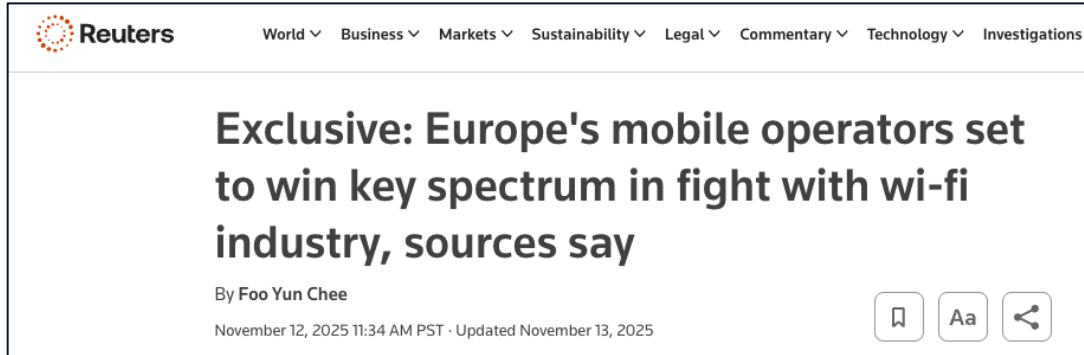 Reuters
World Business Markets Sustainability Legal Commentary Technology Investigations
Exclusive: Europe's mobile operators set
to win key spectrum in fight with wi-fi
industry, sources say
By Foo Yun Chee
November 12, 2025 11:34 AM PST · Updated November 13, 2025
Aa